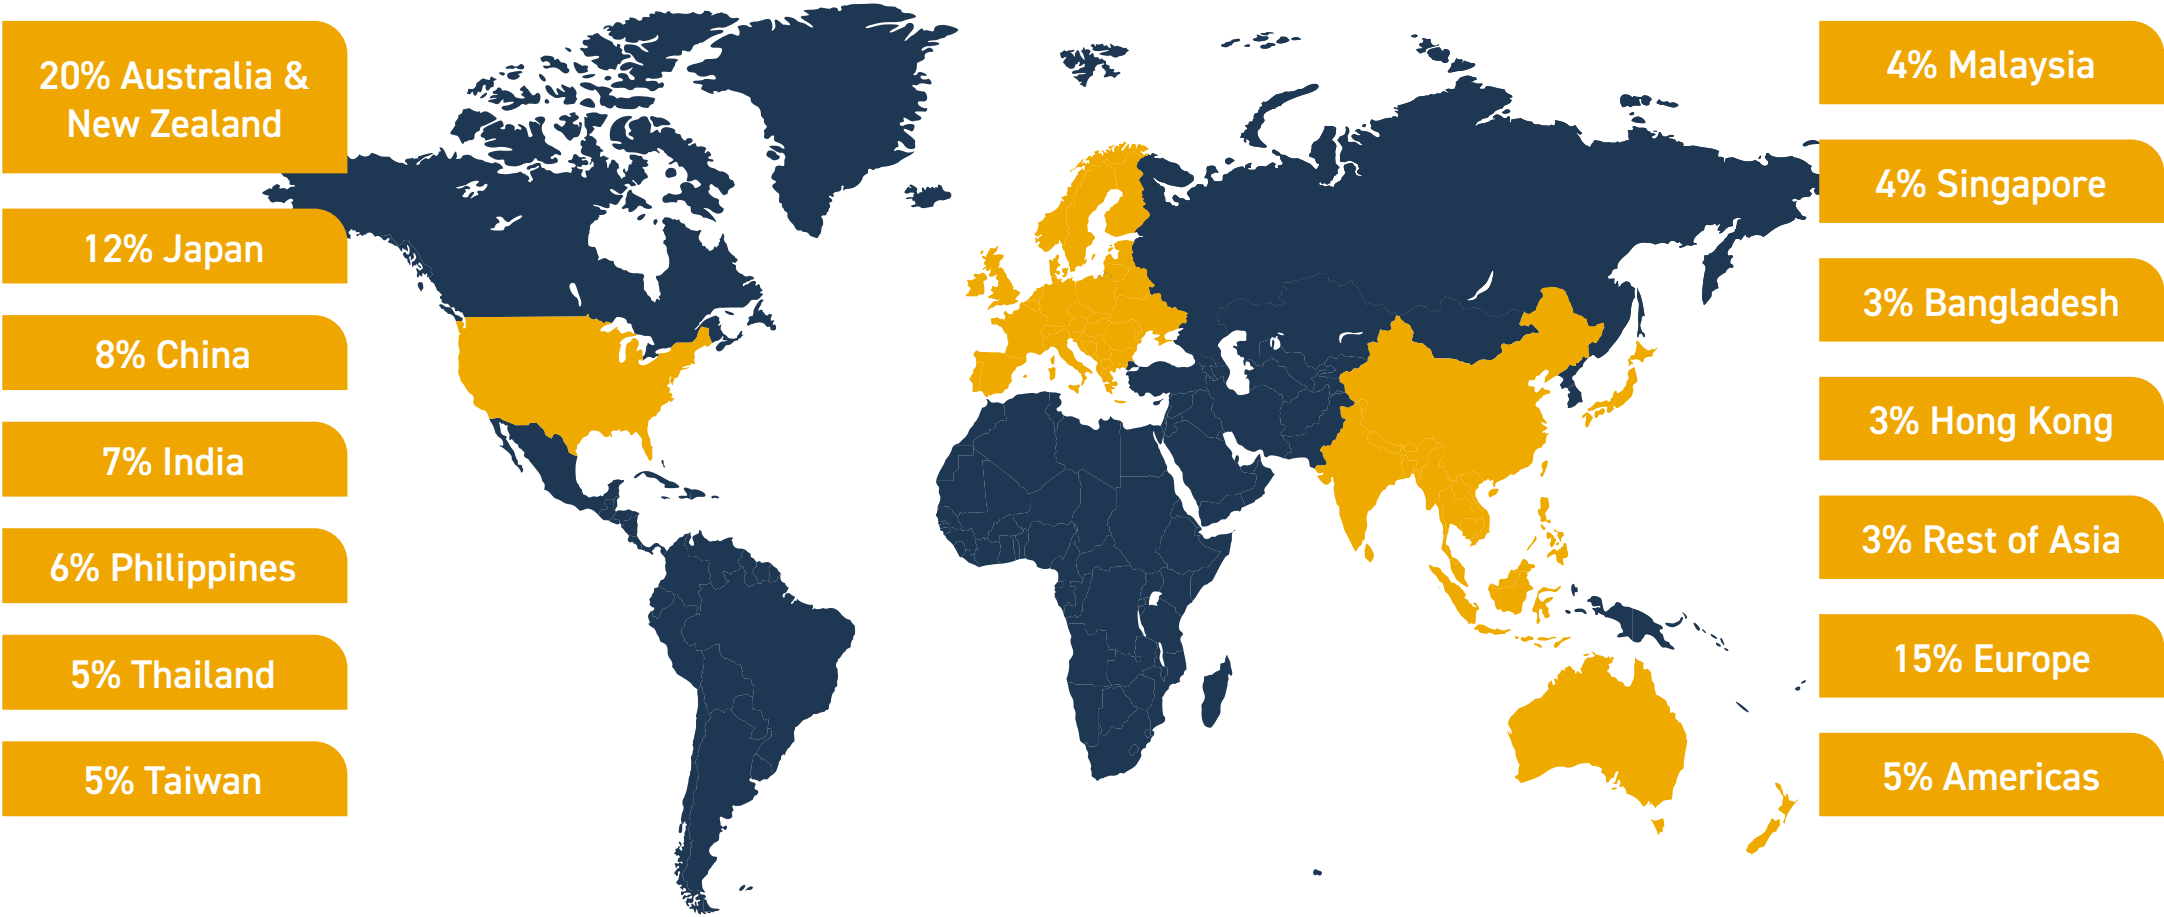 20% Australia &
New Zealand
12% Japan
8% China
7% India
6% Philippines
5% Thailand
5% Taiwan
4% Malaysia
4% Singapore
3% Bangladesh
3% Hong Kong
3% Rest of Asia
15% Europe
5% Americas